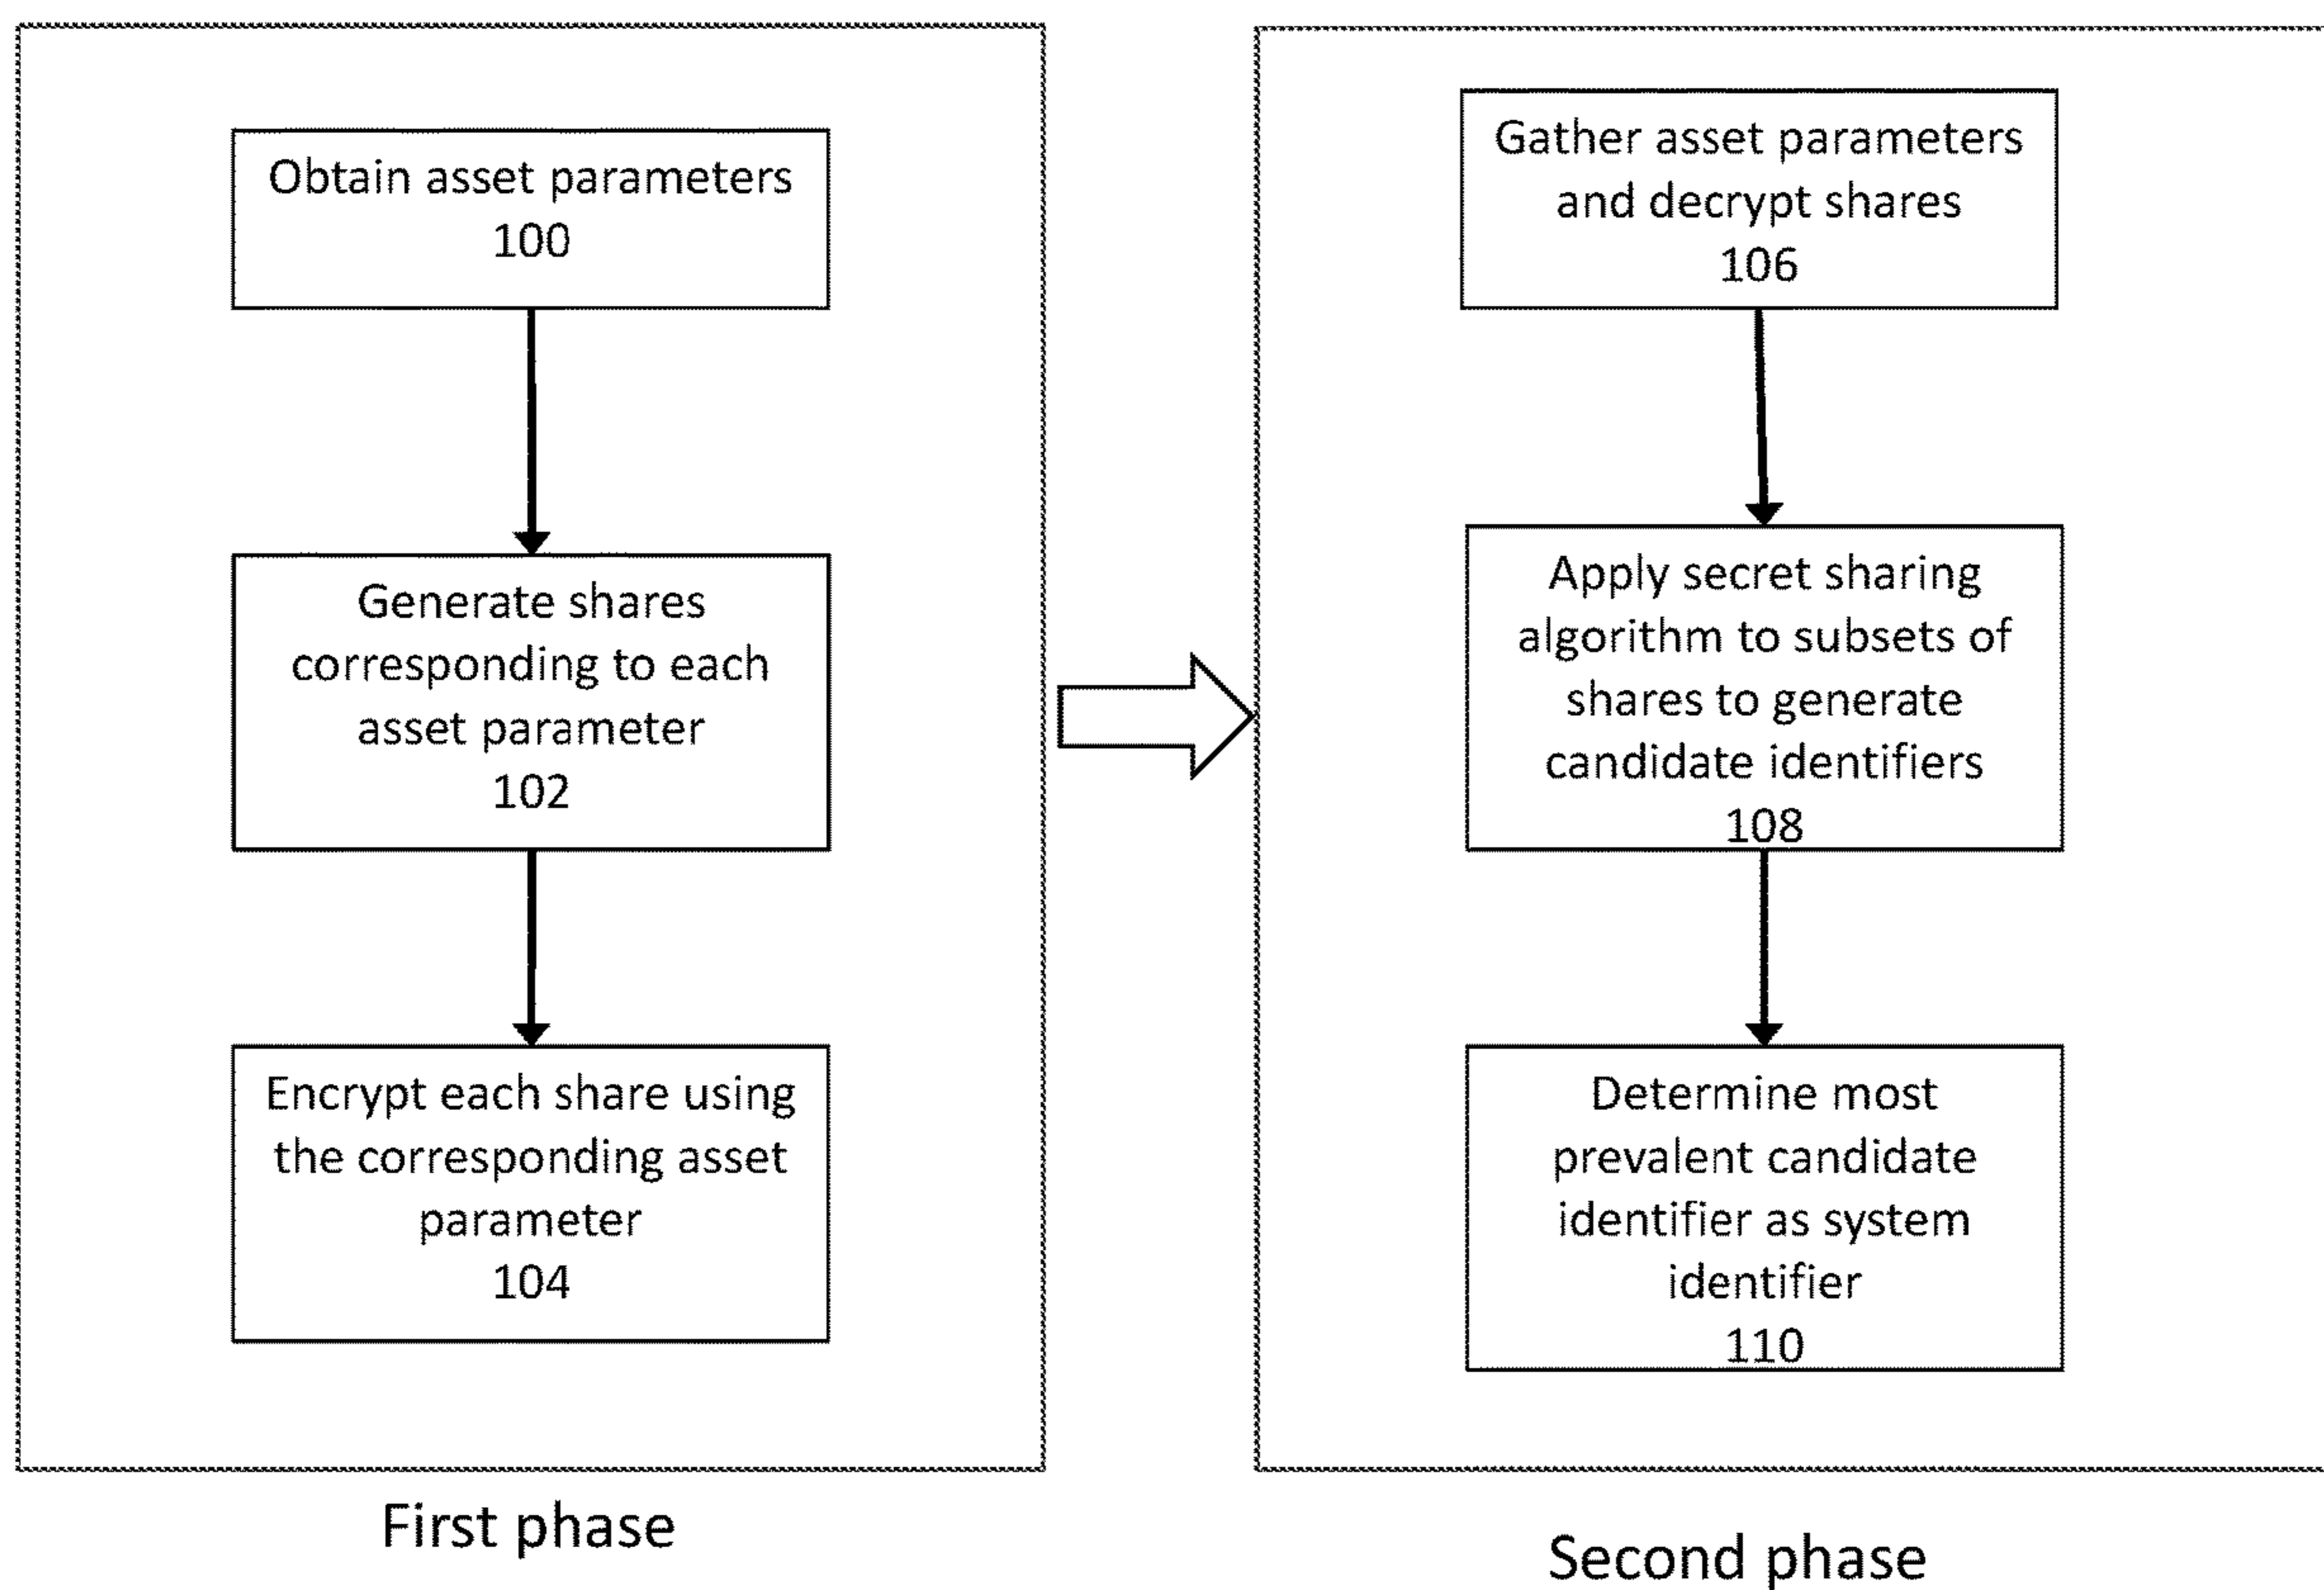 Obtain asset parameters
100
Generate shares
corresponding to each
asset parameter
102
Encrypt each share using
the corresponding asset
parameter
104
First phase
Gather asset parameters
and decrypt shares
106
Apply secret sharing
algorithm to subsets of
shares to generate
candidate identifiers
108
Determine most
prevalent candidate
identifier as system
identifier
110
Second phase